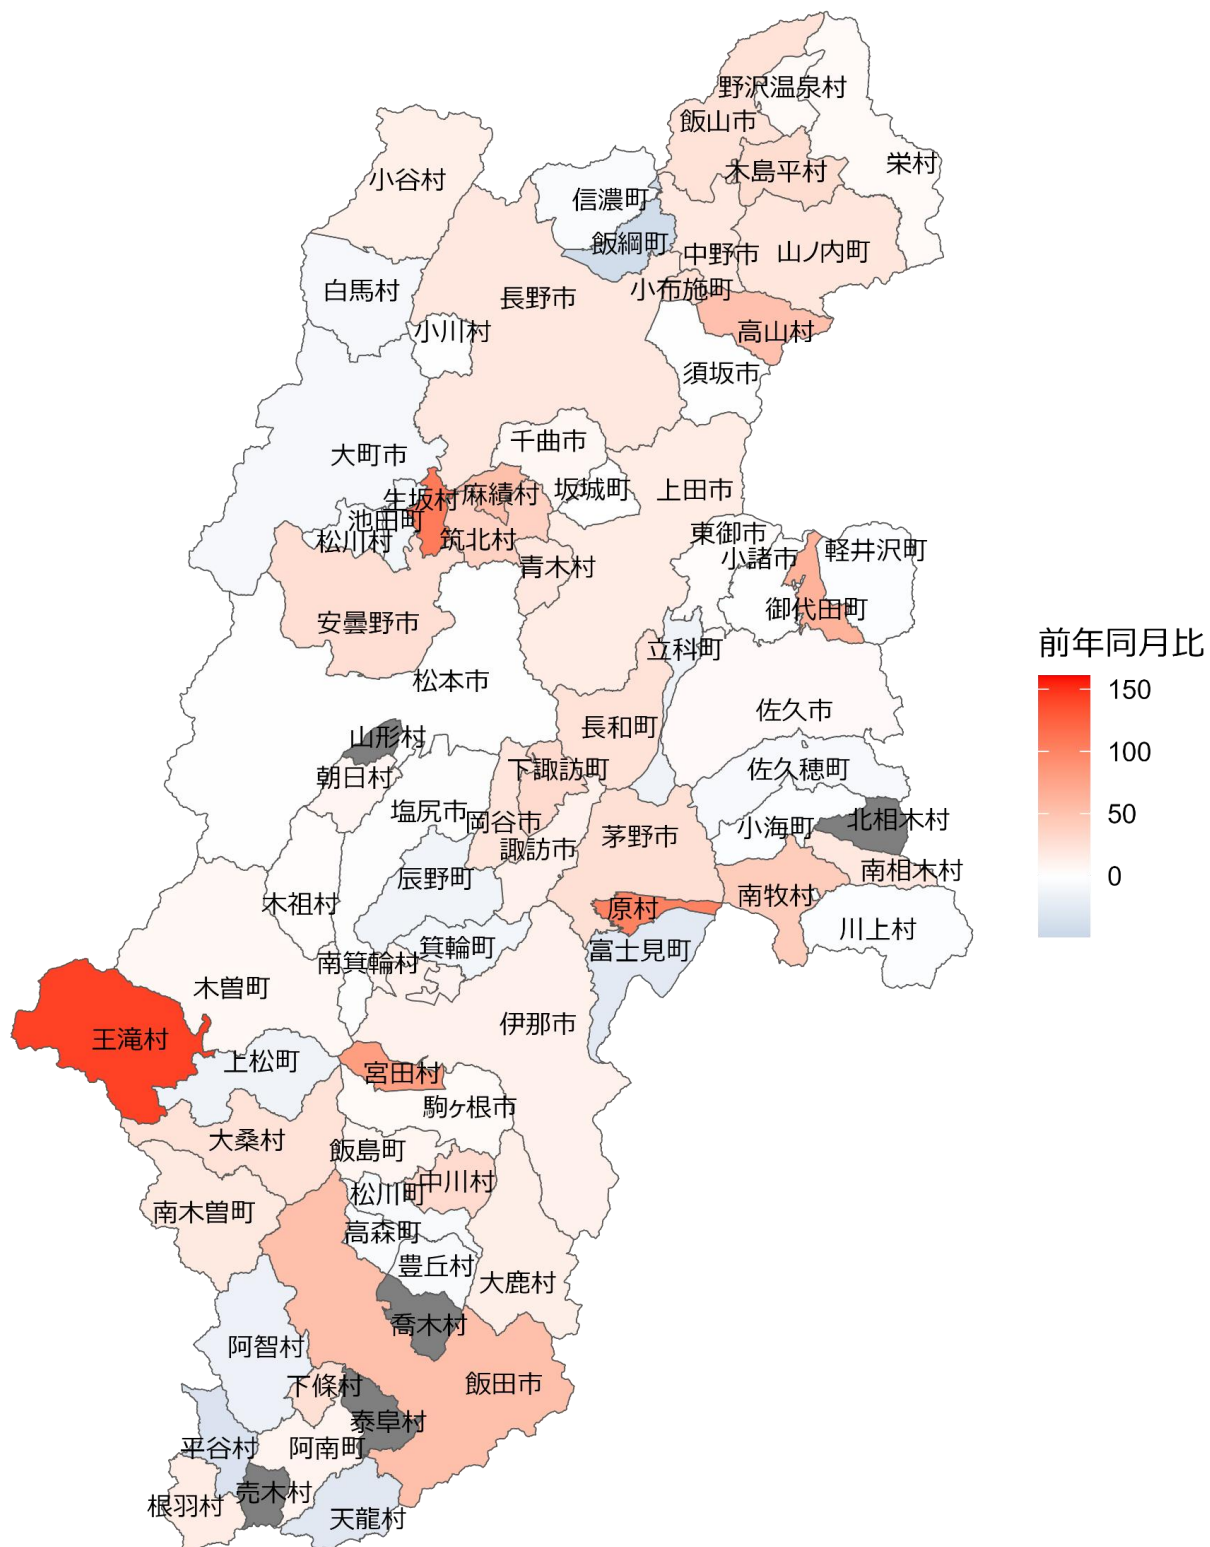 野沢温泉村
飯山市
栄村
木島平村
小谷村
信濃町
飯綱町
中野市
山ノ内町
小布施町
白馬村
長野市
小川村
高山村
須坂市
千曲市
大町市
生坂村
麻績村
坂城町
上田市
池田町
松川村
筑北村
東御市
小諸市
軽井沢町
青木村
御代田町
安曇野市
立科町
松本市
佐久市
長和町
山形村
下諏訪町
佐久穂町
朝日村
塩尻市
岡谷市
茅野市
小海町
北相木村
諏訪市
南相木村
辰野町
南牧村
木祖村
原村
川上村
箕輪町
富士見町
南箕輪村
木曽町
伊那市
王滝村
上松町
宮田村
駒ヶ根市
大桑村
飯島町
中川村
松川町
南木曽町
高森町
豊丘村
大鹿村
喬木村
阿智村
飯田市
下條村
泰阜村
平谷村
阿南町
売木村
根羽村
天龍村
前年同月比
150
100
50
0